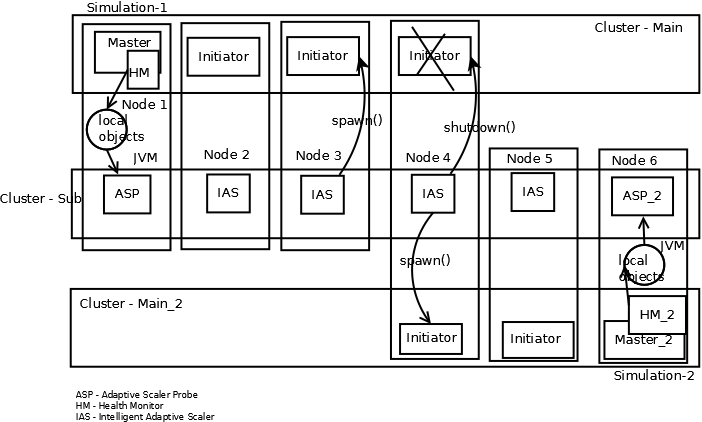 Simulation-1
Cluster - Main
Master
HM
Initiator
Initiator
Initiator
Node 1
local
objects
spawn()
shutdown()
JVM
Node 2
Node 3
Node 4
Node 5
Node 6
Cluster - Sub
ASP
IAS
IAS
IAS
IAS
ASP_2
JVM
local
objects
spawn()
Cluster - Main_2
HM_2
Initiator
Initiator
Master_2
Simulation-2
ASP - Adaptive Scaler Probe
HM - Health Monitor
IAS - Intelligent Adaptive Scaler